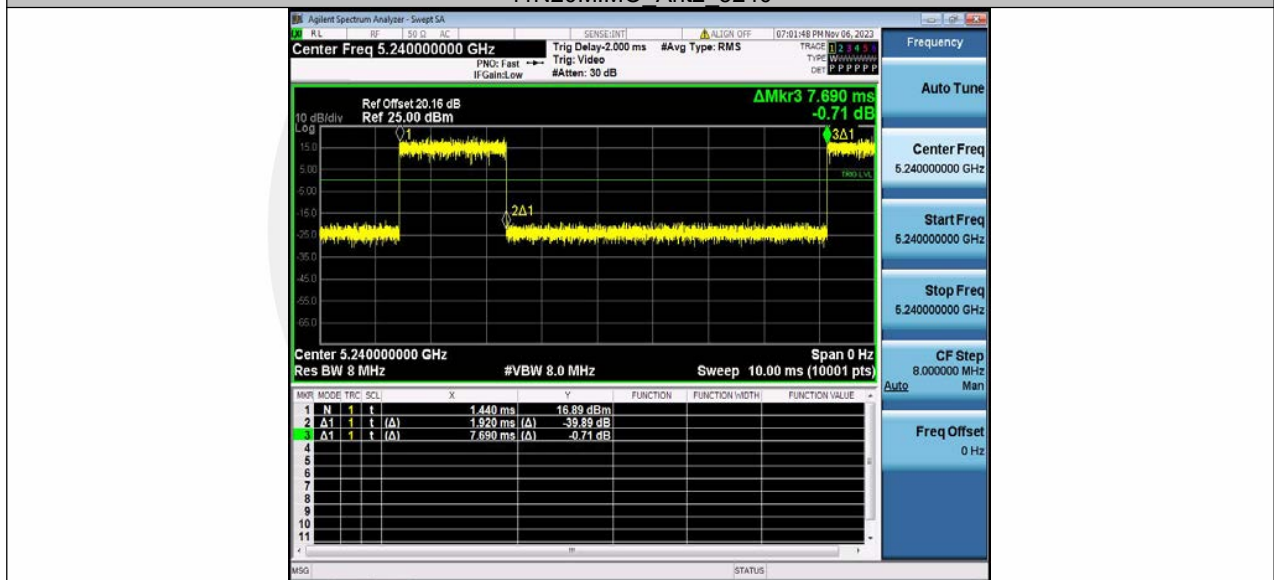 Agilent Spectrum Analyzer - Swept SA
RL RF 50 Ω AC SENSE:INT ALIGN OFF 07:01:48 PM Nov 06, 2023
Center Freq 5.240000000 GHz
PNO: Fast
IFGain:Low
Trig Delay-2.000 ms
Trig: Video
#Atten: 30 dB
#Avg Type: RMS
TRACE 1 2 3 4 5 6
TYPE W
DET P P P P P P
Frequency
Auto Tune
Center Freq
5.240000000 GHz
Start Freq
5.240000000 GHz
Stop Freq
5.240000000 GHz
CF Step
8.000000 MHz
Auto Man
Freq Offset
0 Hz
ΔMkr3 7.690 ms
-0.71 dB
Ref Offset 20.16 dB
10 dB/div Ref 25.00 dBm
Log
1
3Δ1
15.0
5.00
TRIG LVL
-5.00
-15.0
2Δ1
-25.0
-35.0
-45.0
-55.0
-65.0
Center 5.240000000 GHz Span 0 Hz
Res BW 8 MHz #VBW 8.0 MHz Sweep 10.00 ms (10001 pts)
MKR MODE TRC SCL X Y FUNCTION FUNCTION WIDTH FUNCTION VALUE
1 N 1 t 1.440 ms 16.89 dBm
2 Δ1 1 t (Δ) 1.920 ms (Δ) -39.89 dB
3 Δ1 1 t (Δ) 7.690 ms (Δ) -0.71 dB
4
5
6
7
8
9
10
11
MSG STATUS